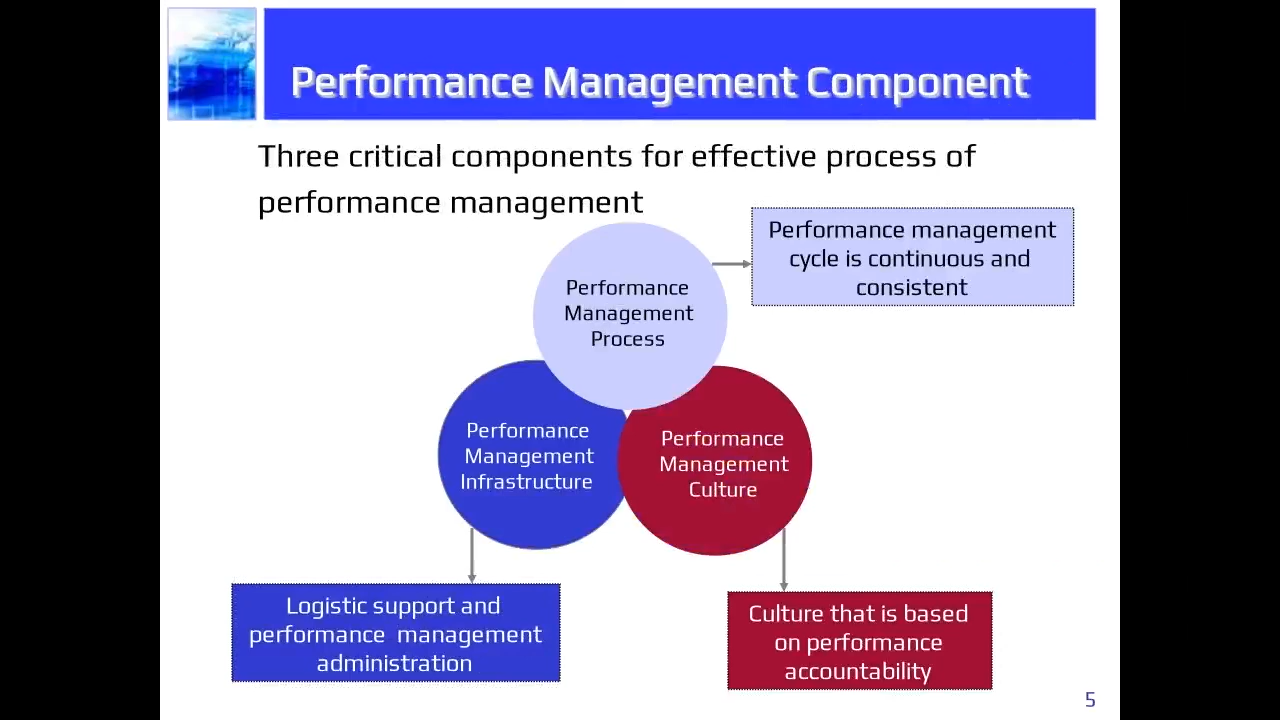 Performance Management Component
Three critical components for effective process of
performance management
Performance management
cycle is continuous and
consistent
Performance
Management
Process
Performance
Management
Infrastructure
Performance
Management
Culture
Logistic support and
performance  management
administration
Culture that is based
on performance
accountability
5